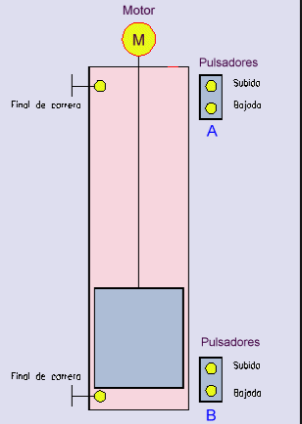 Motor
M
Pulsadores
Subida
Final de carrera
Bajada
A
Pulsadores
Subida
Final de carrera
Bajada
B